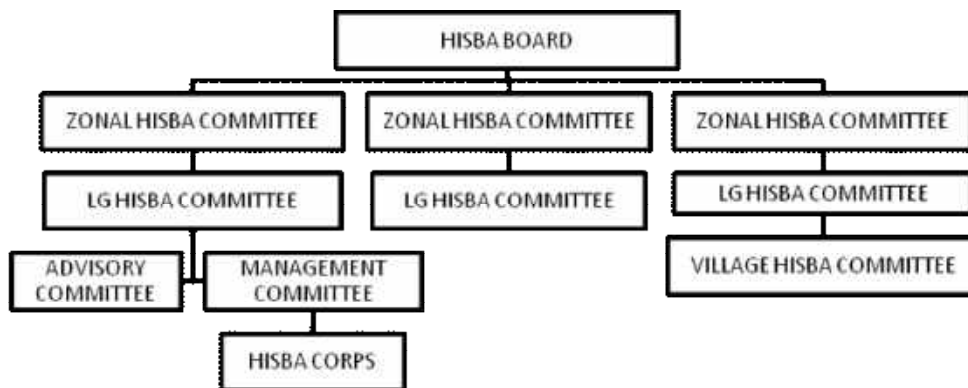 HISBA BOARD
ZONAL HISBA COMMITTEE
ZONAL HISBA COMMITTEE
ZONAL HISBA COMMITTEE
LG HISBA COMMITTEE
LG HISBA COMMITTEE
LG HISBA COMMITTEE
ADVISORY
COMMITTEE
MANAGEMENT
COMMITTEE
VILLAGE HISBA COMMITTEE
HISBA CORPS